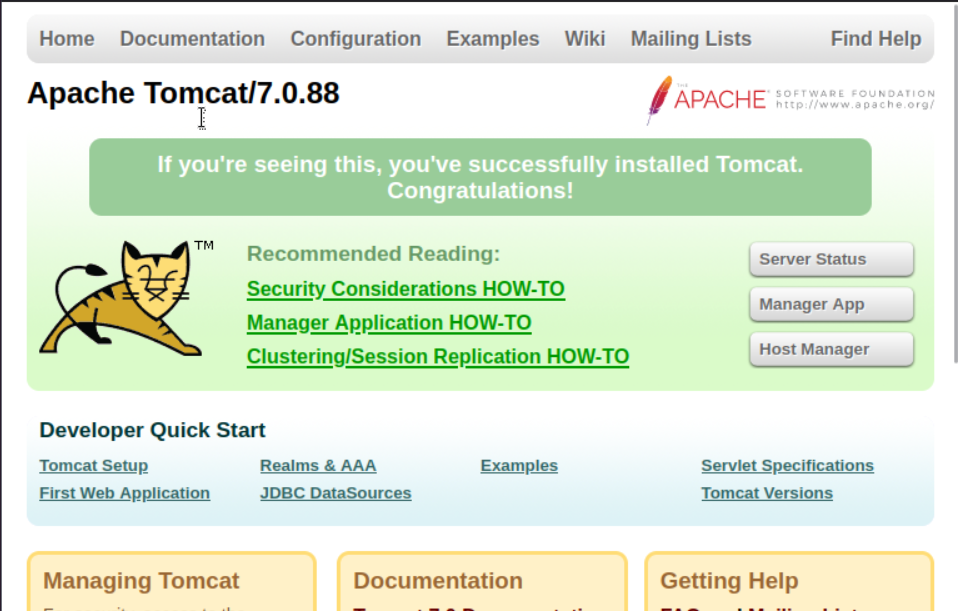 Home Documentation Configuration Examples Wiki Mailing Lists Find Help
Apache Tomcat/7.0.88
THE
APACHE SOFTWARE FOUNDATION
http://www.apache.org/
If you're seeing this, you've successfully installed Tomcat.
Congratulations!
TM
Recommended Reading:
Security Considerations HOW-TO
Manager Application HOW-TO
Clustering/Session Replication HOW-TO
Server Status
Manager App
Host Manager
Developer Quick Start
Tomcat Setup
First Web Application
Realms & AAA
JDBC DataSources
Examples
Servlet Specifications
Tomcat Versions
Managing Tomcat
Documentation
Getting Help